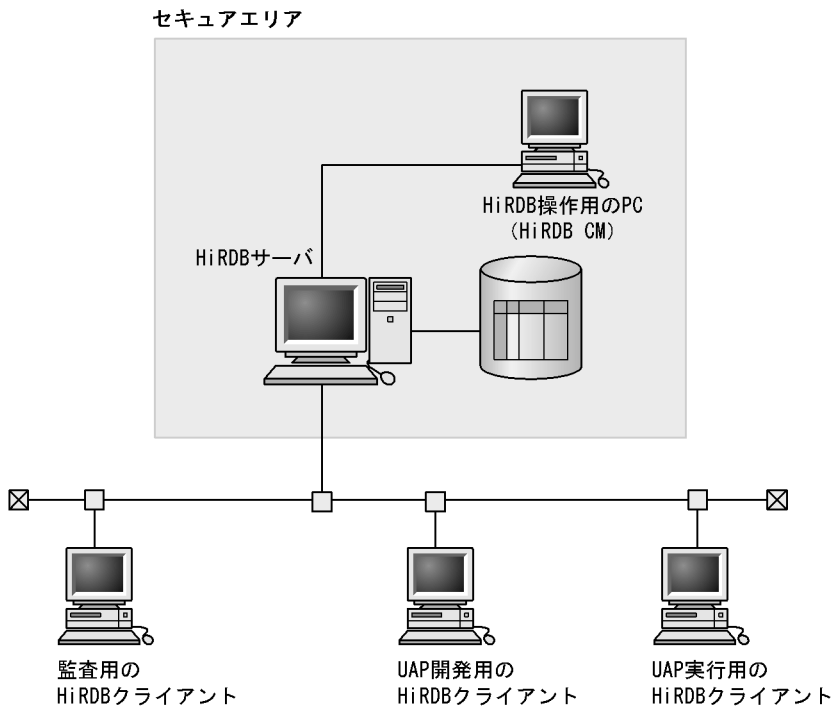 セキュアエリア
HiRDB操作用のPC
(HiRDB CM)
HiRDBサーバ
監査用の
HiRDBクライアント
UAP開発用の
HiRDBクライアント
UAP実行用の
HiRDBクライアント